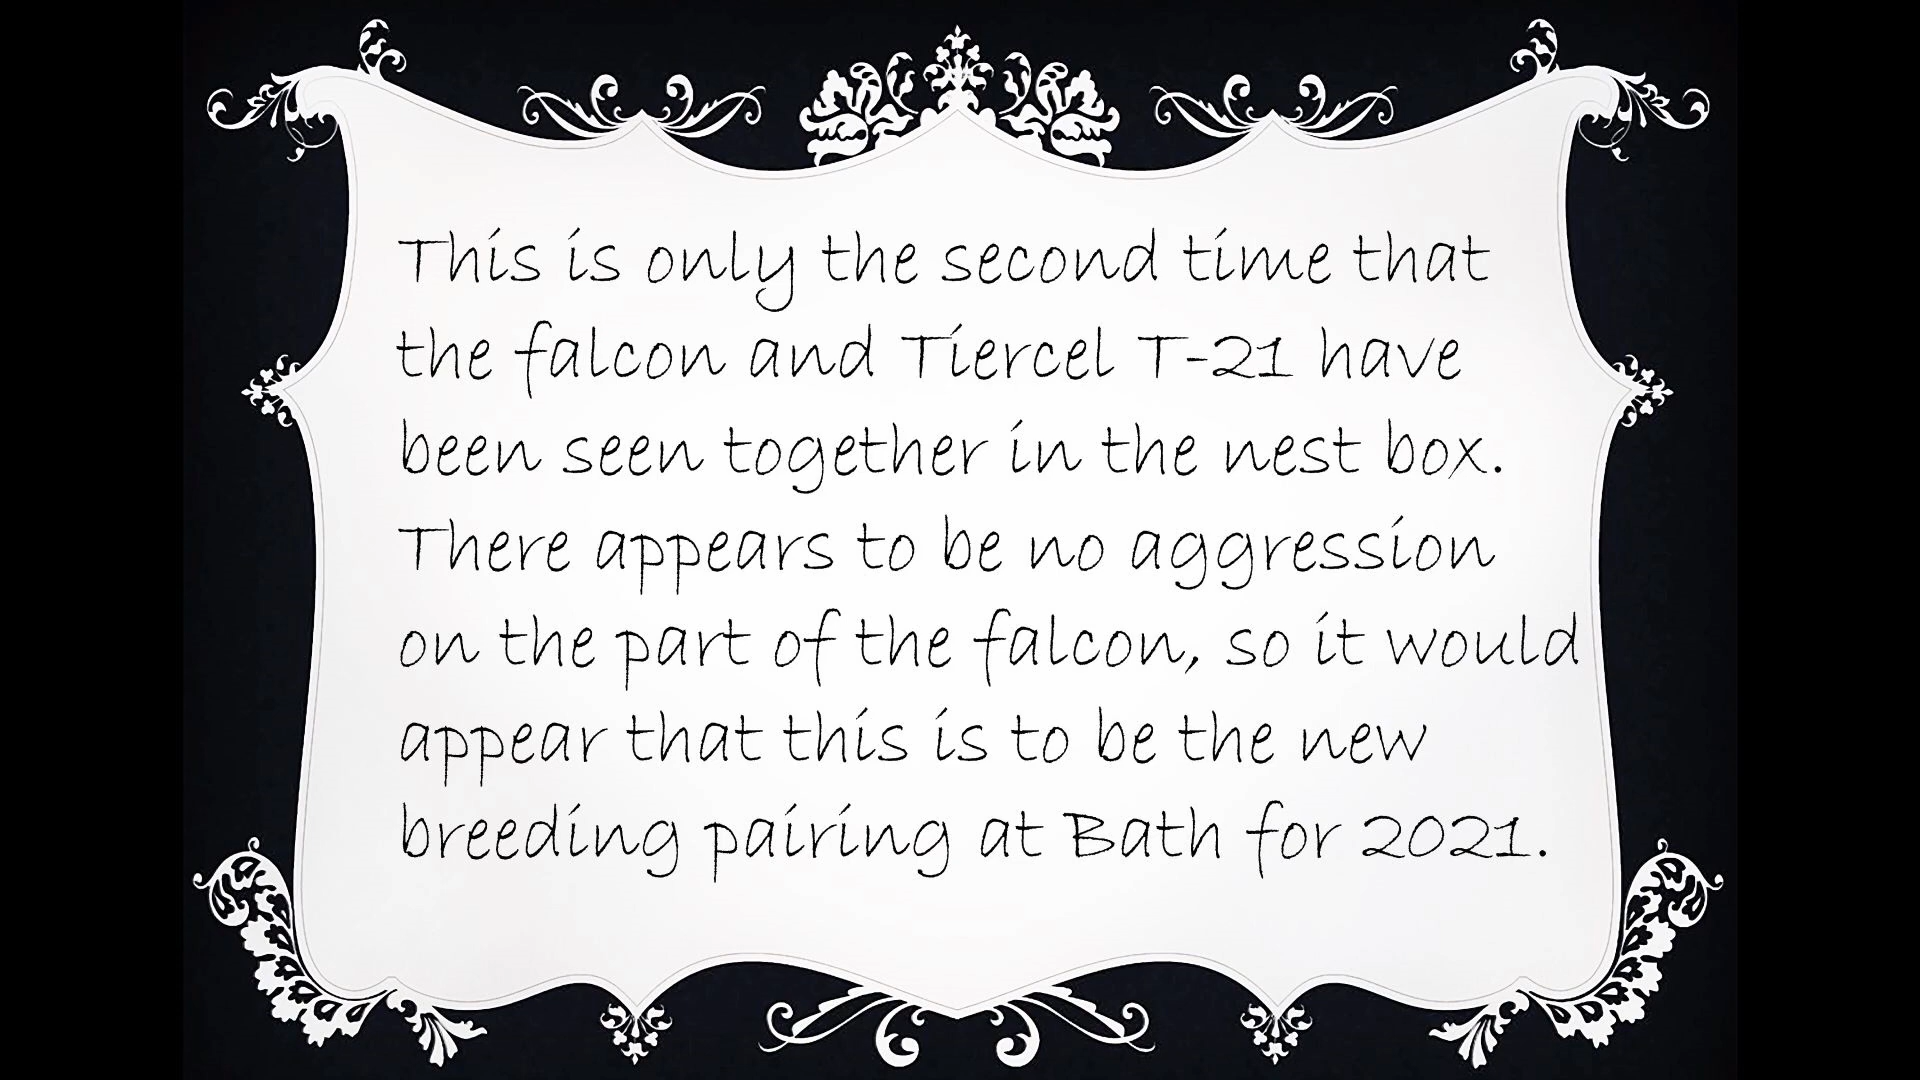 This is only the second time that
the falcon and Tiercel T-21 have
been seen together in the nest box.
There appears to be no aggression
on the part of the falcon, so it would
appear that this is to be the new
breeding pairing at Bath for 2021.